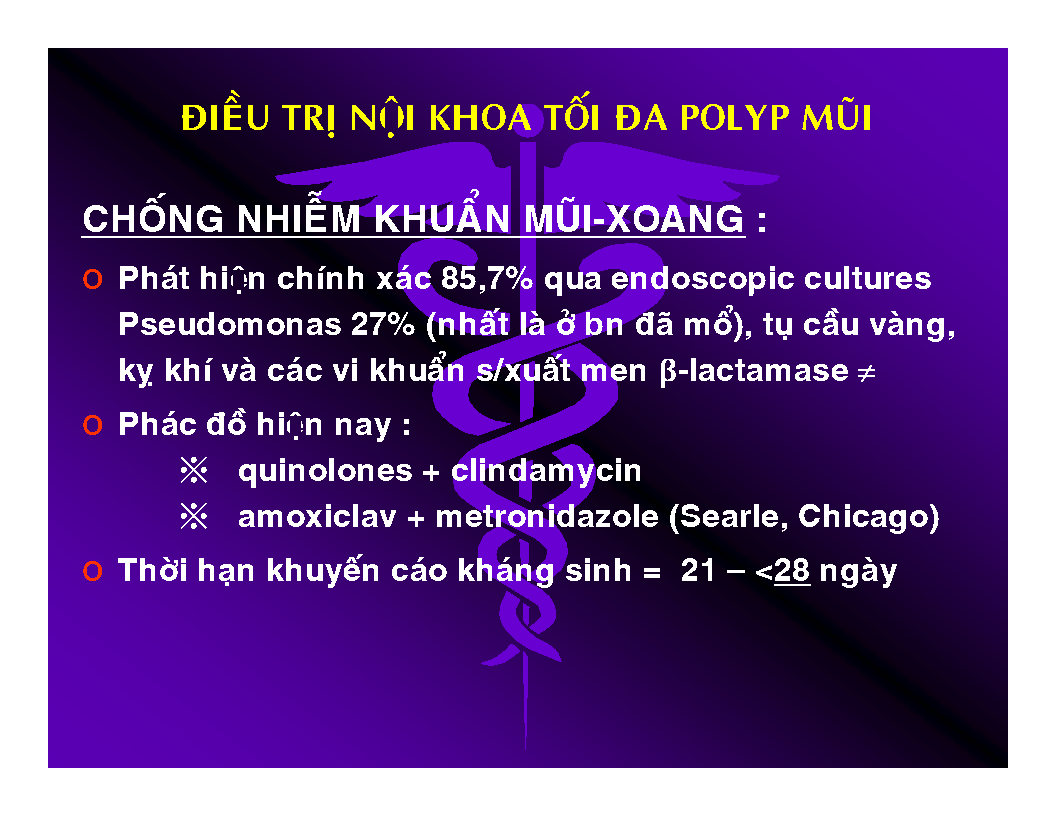 ĐIỀU TRỊ NỘI KHOA TỐI ĐA POLYP MŨI
CHỐNG NHIỄM KHUẨN MŨI-XOANG :
o Phát hiện chính xác 85,7% qua endoscopic cultures
Pseudomonas 27% (nhất là ở bn đã mổ), tụ cầu vàng,
kỵ khí và các vi khuẩn s/xuất men β-lactamase ≠
o Phác đồ hiện nay :
※ quinolones + clindamycin
※ amoxiclav + metronidazole (Searle, Chicago)
o Thời hạn khuyến cáo kháng sinh = 21 – <28 ngày